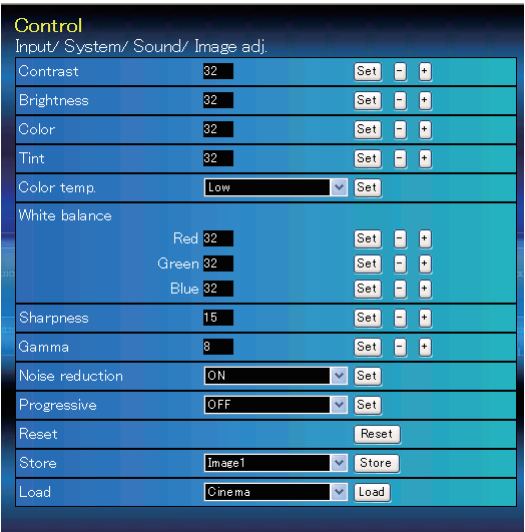 Control
Input/ System/ Sound/ Image adj.
Contrast 32 Set - +
Brightness 32 Set - +
Color 32 Set - +
Tint 32 Set - +
Color temp. Low Set
White balance
Red 32 Set - +
Green 32 Set - +
Blue 32 Set - +
Sharpness 15 Set - +
Gamma 8 Set - +
Noise reduction ON Set
Progressive OFF Set
Reset Reset
Store Image1 Store
Load Cinema Load